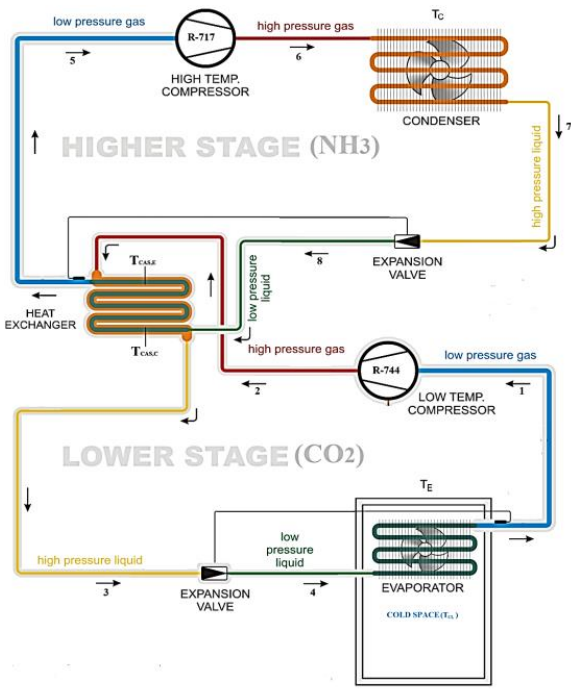 low pressure gas
5
R-717
HIGH TEMP.
COMPRESSOR
high pressure gas
6
T_C
CONDENSER
7
high pressure liquid
HIGHER STAGE (NH3)
8
EXPANSION
VALVE
T_CAS,E
HEAT
EXCHANGER
T_CAS,C
low pressure
liquid
high pressure gas
2
R-744
low pressure gas
1
LOW TEMP.
COMPRESSOR
LOWER STAGE (CO2)
T_E
high pressure liquid
3
EXPANSION
VALVE
low
pressure
liquid
4
EVAPORATOR
COLD SPACE (T_CL)